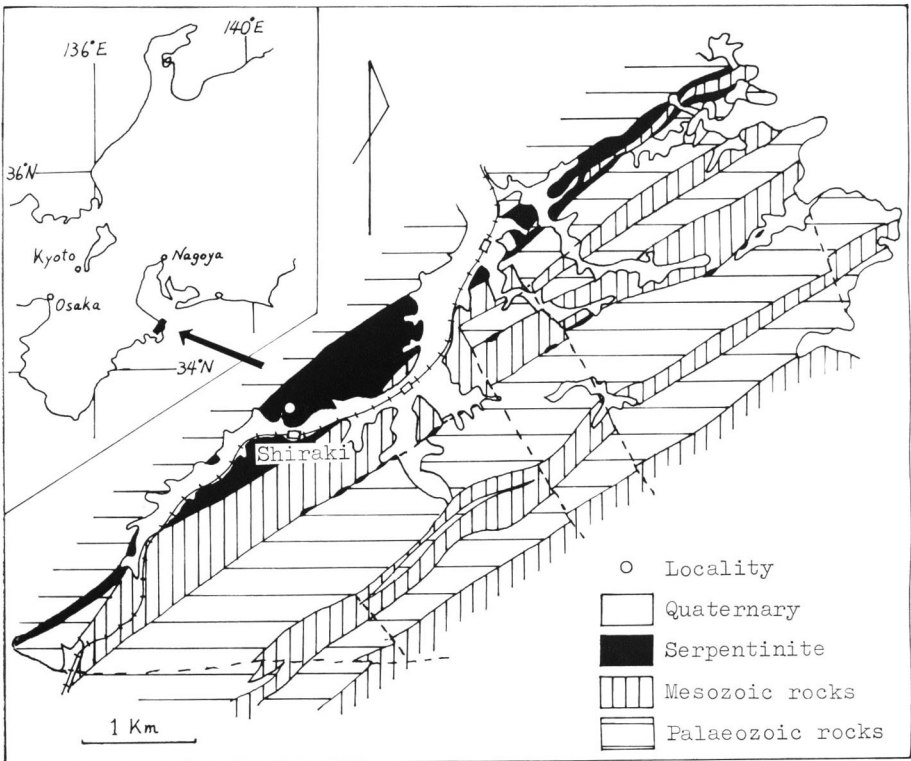 140°E
136°E
36°N
Kyoto
Nagoya
Osaka
34°N
Shiraki
Locality
Quaternary
Serpentinite
Mesozoic rocks
Palaeozoic rocks
1 Km